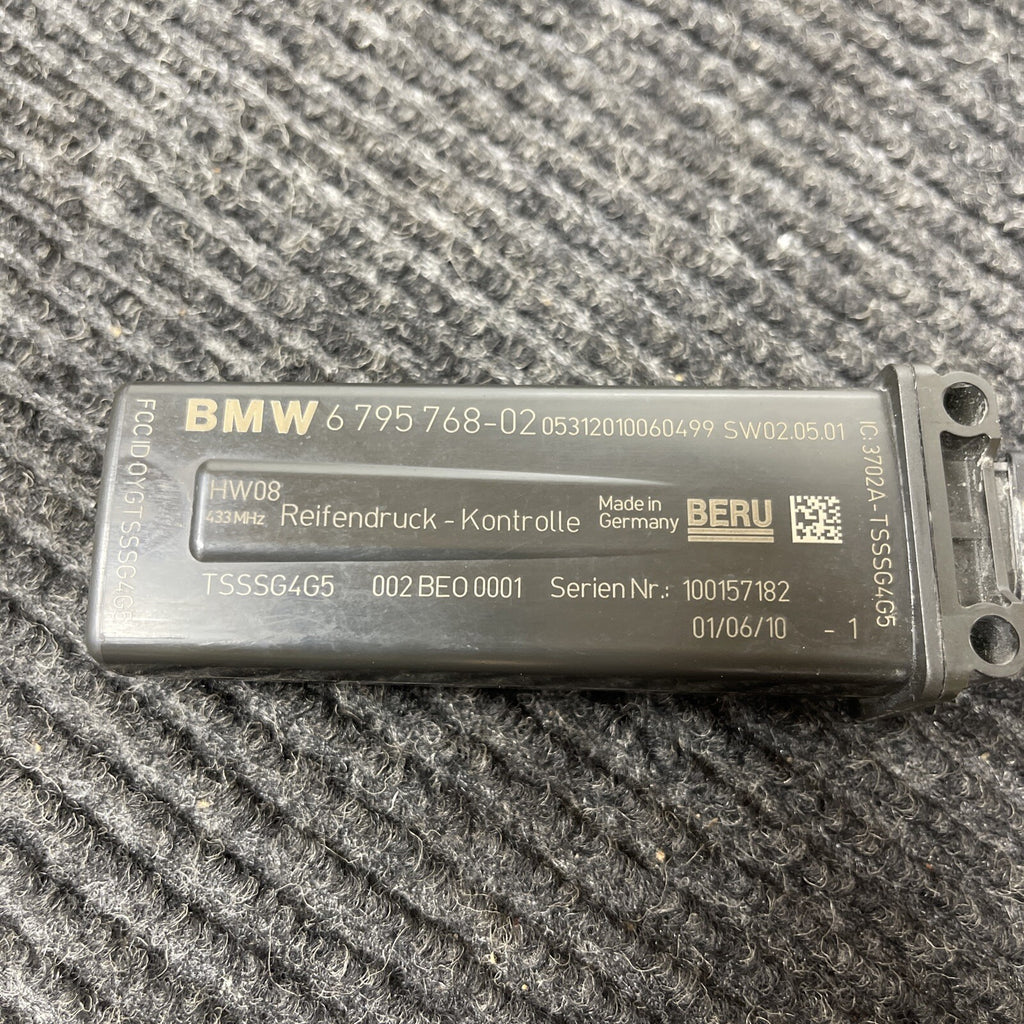 BMW 6 795 768-02 05312010060499 SW02.05.01
HW08
433 MHz Reifendruck - Kontrolle
Made in
Germany
BERU
TSSSG4G5 002 BE0 0001 Serien Nr.: 100157182
01/06/10 - 1
FCC ID OYGTSSSG4G5
IC: 3702A-TSSSG4G5